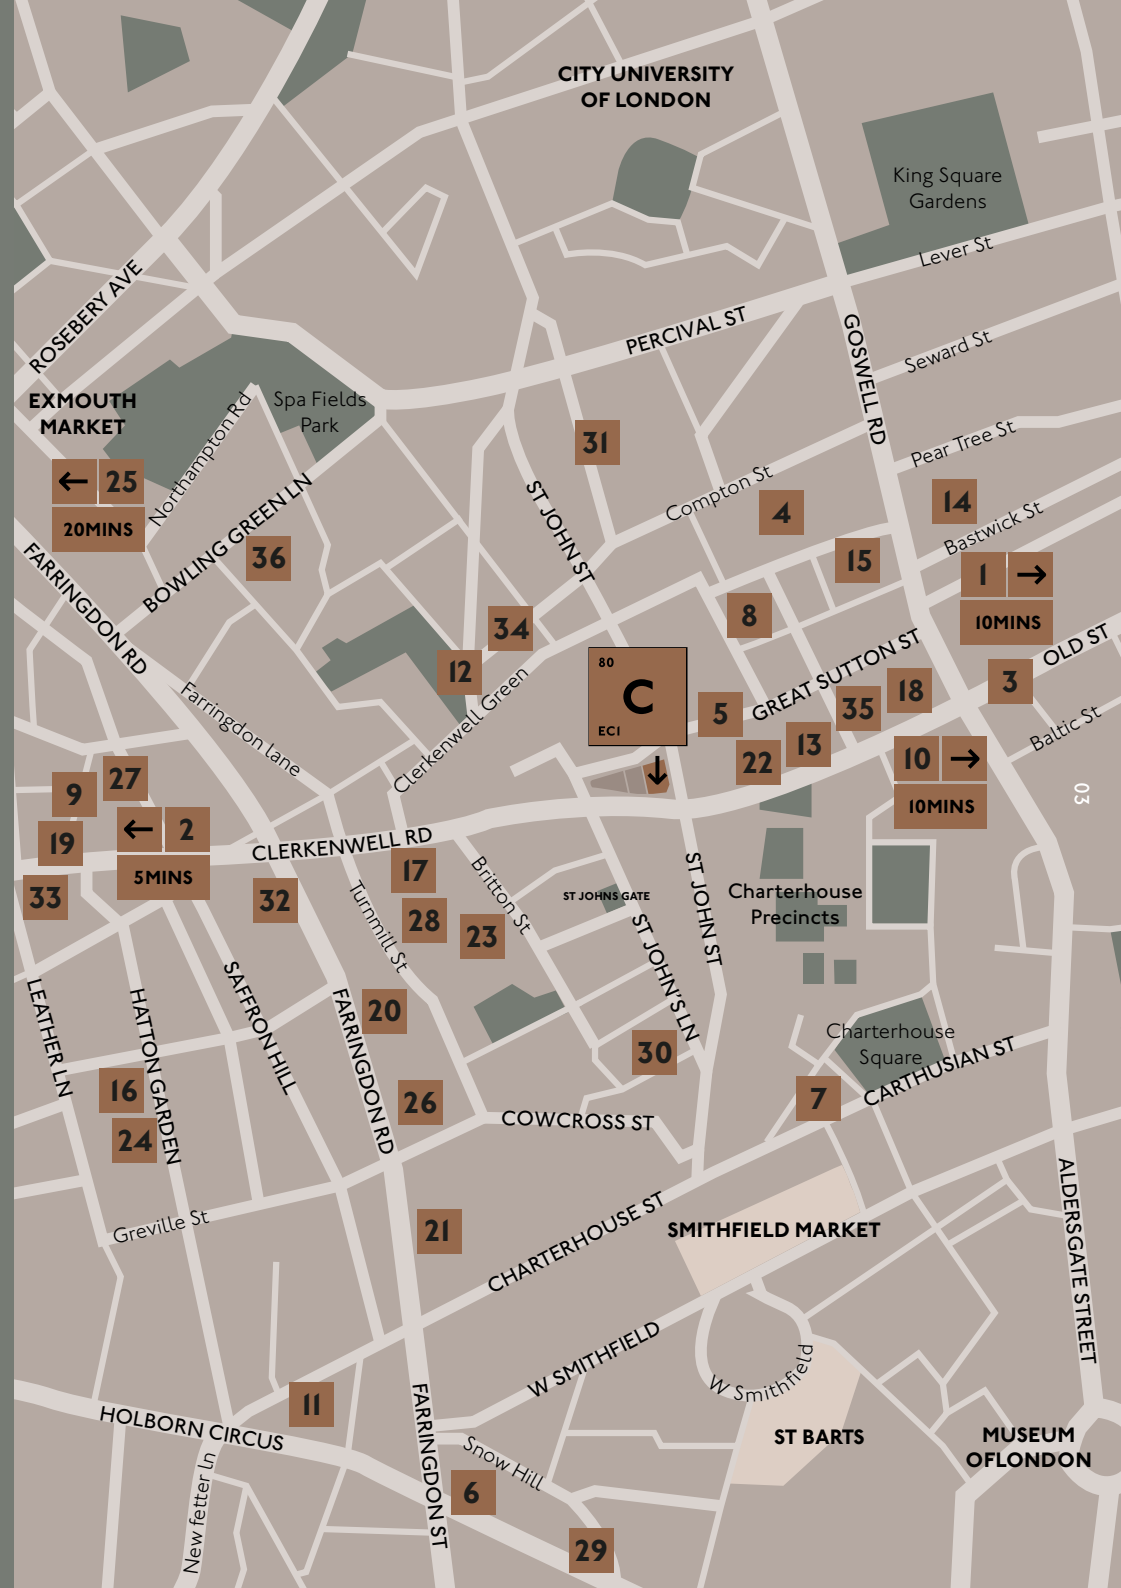 CITY UNIVERSITY
OF LONDON
King Square
Gardens
Lever St
ROSEBERY AVE
PERCIVAL ST
GOSWELL RD
Seward St
EXMOUTH
MARKET
Spa Fields
Park
Northampton Rd
Pear Tree St
31
← 25
20MINS
BOWLING GREEN LN
ST JOHN ST
Compton St
4
14
Bastwick St
FARRINGDON RD
36
15
1 →
10MINS
8
34
OLD ST
12
80
C
EC1
↓
5
GREAT SUTTON ST
35
18
3
Farringdon lane
Clerkenwell Green
Baltic St
22
13
10 →
10MINS
03
9
27
← 2
5MINS
19
CLERKENWELL RD
33
32
17
28
23
Turnmill St
Britton St
ST JOHNS GATE
ST JOHN ST
Charterhouse
Precincts
ST JOHN'S LN
LEATHER LN
HATTON GARDEN
SAFFRON HILL
FARRINGDON RD
20
30
Charterhouse
Square
CARTHUSIAN ST
16
24
26
7
COWCROSS ST
Greville St
21
CHARTERHOUSE ST
SMITHFIELD MARKET
ALDERSGATE STREET
W SMITHFIELD
W Smithfield
11
HOLBORN CIRCUS
FARRINGDON ST
ST BARTS
MUSEUM
OFLONDON
New fetter Ln
Snow Hill
6
29